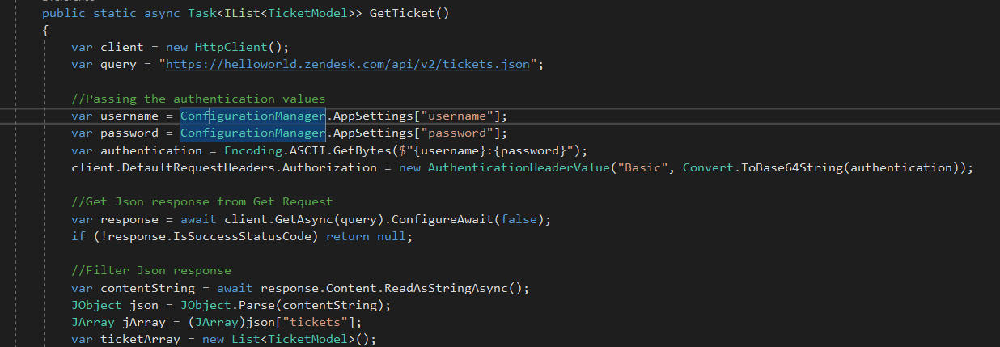 public static async Task<IList<TicketModel>> GetTicket()
{
var client = new HttpClient();
var query = "https://helloworld.zendesk.com/api/v2/tickets.json";
//Passing the authentication values
var username = ConfigurationManager.AppSettings["username"];
var password = ConfigurationManager.AppSettings["password"];
var authentication = Encoding.ASCII.GetBytes($"{username}:{password}");
client.DefaultRequestHeaders.Authorization = new AuthenticationHeaderValue("Basic", Convert.ToBase64String(authentication));
//Get Json response from Get Request
var response = await client.GetAsync(query).ConfigureAwait(false);
if (!response.IsSuccessStatusCode) return null;
//Filter Json response
var contentString = await response.Content.ReadAsStringAsync();
JObject json = JObject.Parse(contentString);
JArray jArray = (JArray)json["tickets"];
var ticketArray = new List<TicketModel>();